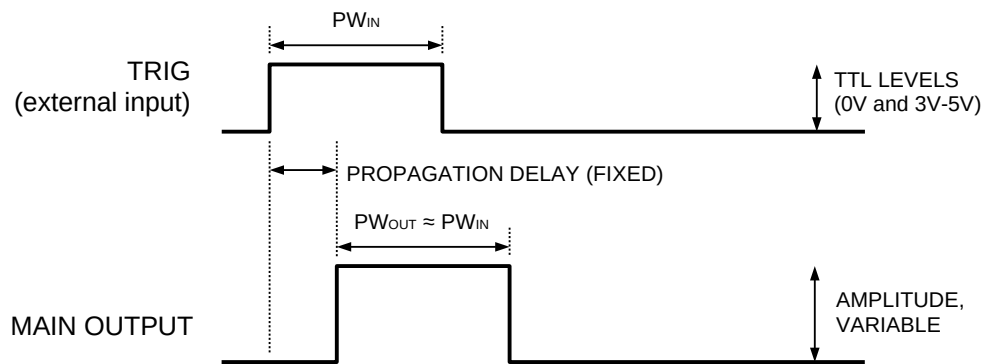 PWIN
TRIG
(external input)
TTL LEVELS
(0V and 3V-5V)
PROPAGATION DELAY (FIXED)
PWOUT ≈ PWIN
MAIN OUTPUT
AMPLITUDE,
VARIABLE